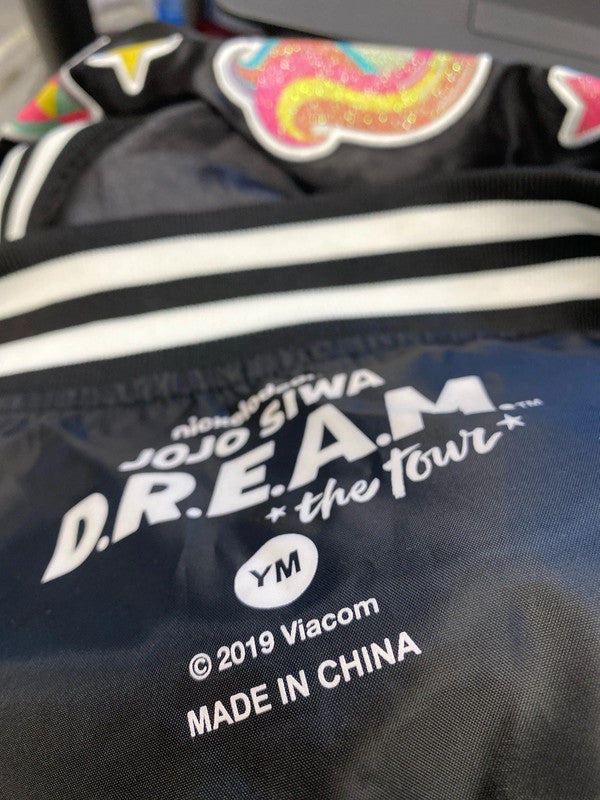 nickelodeon
JOJO SIWA
D.R.E.A.M.™
the tour
YM
© 2019 Viacom
MADE IN CHINA